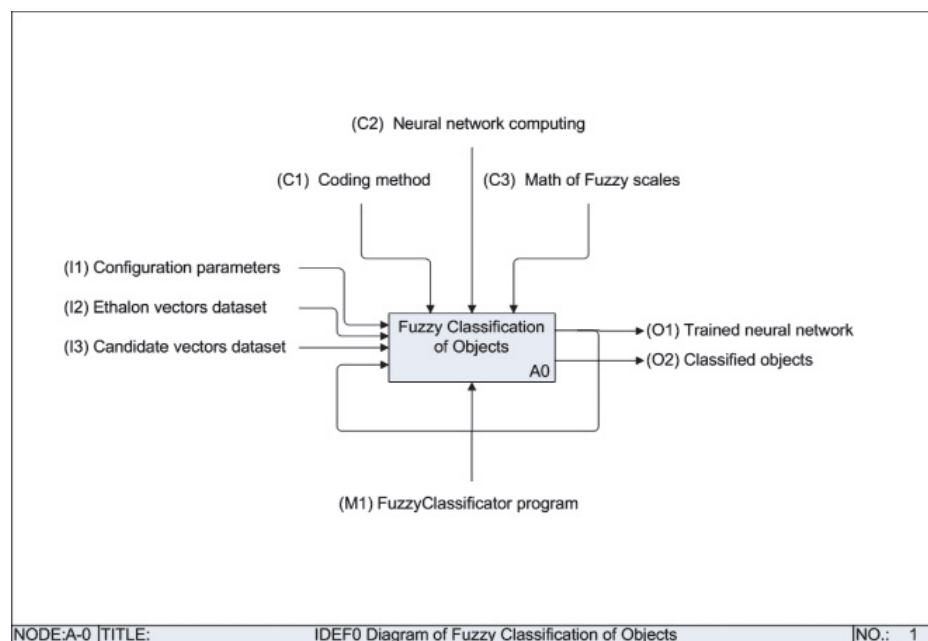 (C2) Neural network computing
(C1) Coding method
(C3) Math of Fuzzy scales
(I1) Configuration parameters
(I2) Ethalon vectors dataset
(I3) Candidate vectors dataset
Fuzzy Classification
of Objects
A0
(O1) Trained neural network
(O2) Classified objects
(M1) FuzzyClassificator program
NODE:A-0 TITLE: IDEF0 Diagram of Fuzzy Classification of Objects NO.: 1